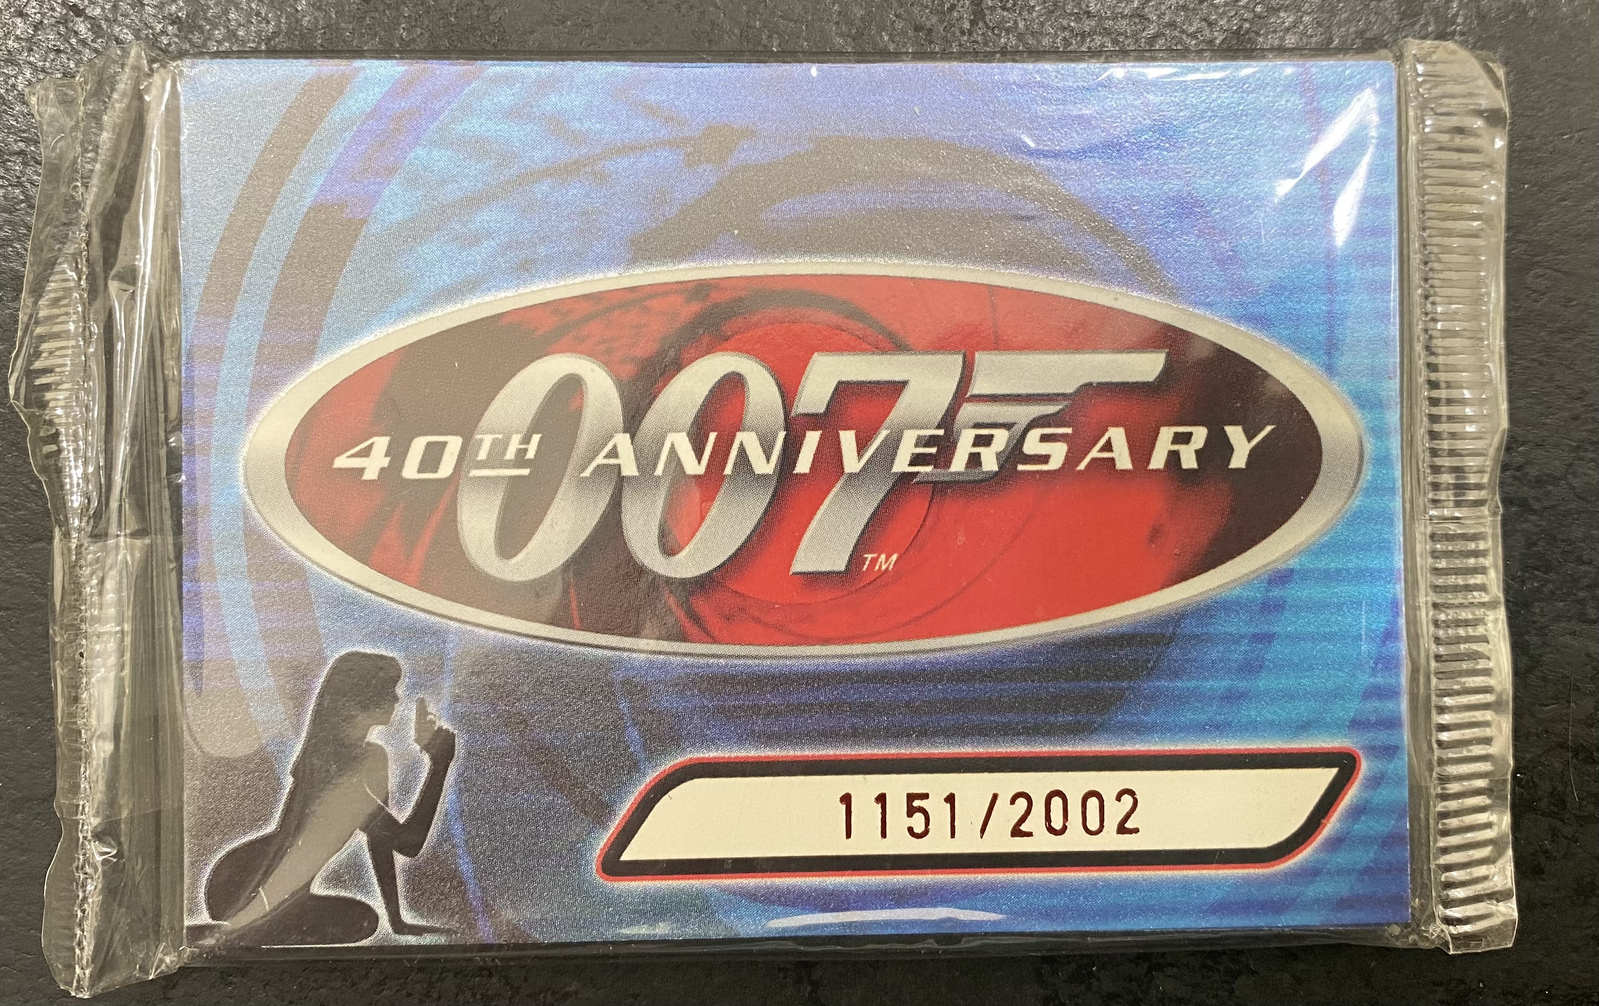 007
40TH ANNIVERSARY
TM
1151/2002